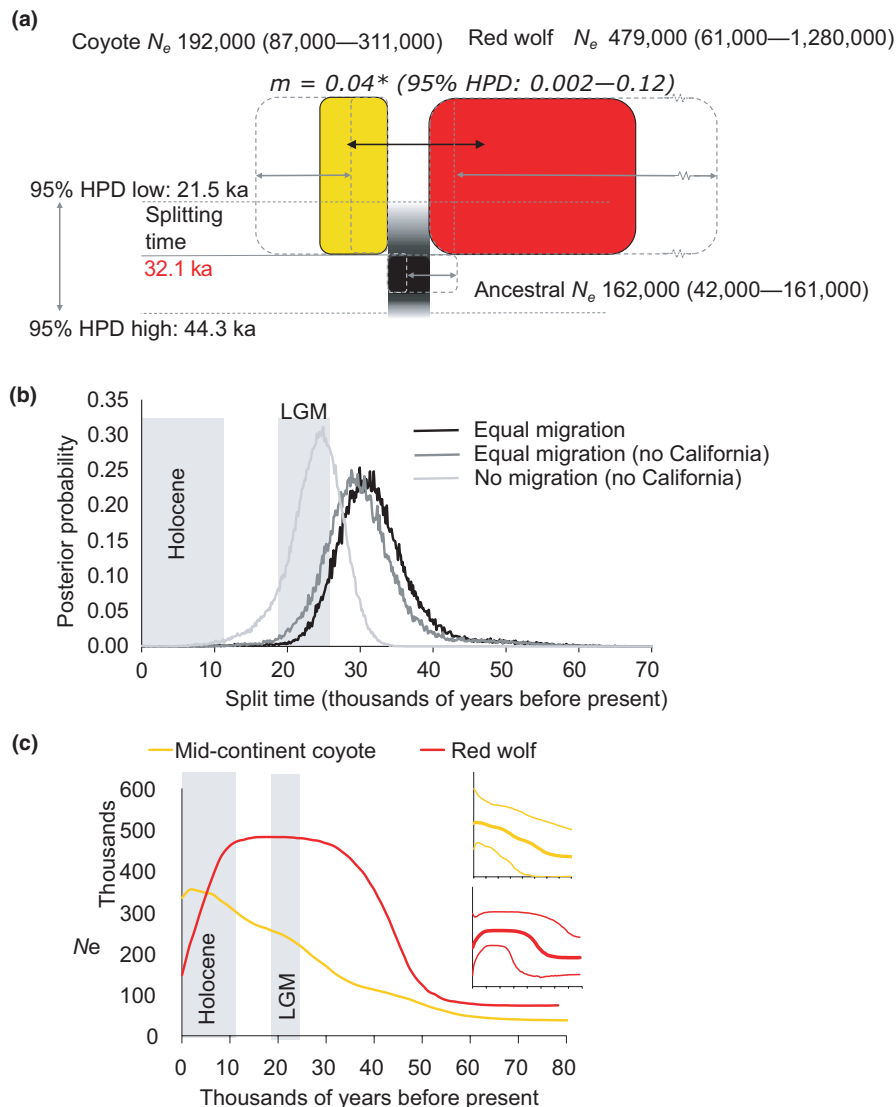 (a)
Coyote Ne 192,000 (87,000—311,000) Red wolf Ne 479,000 (61,000—1,280,000)
m = 0.04* (95% HPD: 0.002—0.12)
95% HPD low: 21.5 ka
Splitting
time
32.1 ka
Ancestral Ne 162,000 (42,000—161,000)
95% HPD high: 44.3 ka
(b)
0.35
0.30
0.25
0.20
0.15
0.10
0.05
0.00
Posterior probability
Holocene
LGM
Equal migration
Equal migration (no California)
No migration (no California)
0 10 20 30 40 50 60 70
Split time (thousands of years before present)
(c)
Mid-continent coyote Red wolf
600
500
400
300
200
100
0
Thousands
Ne
Holocene
LGM
0 10 20 30 40 50 60 70 80
Thousands of years before present